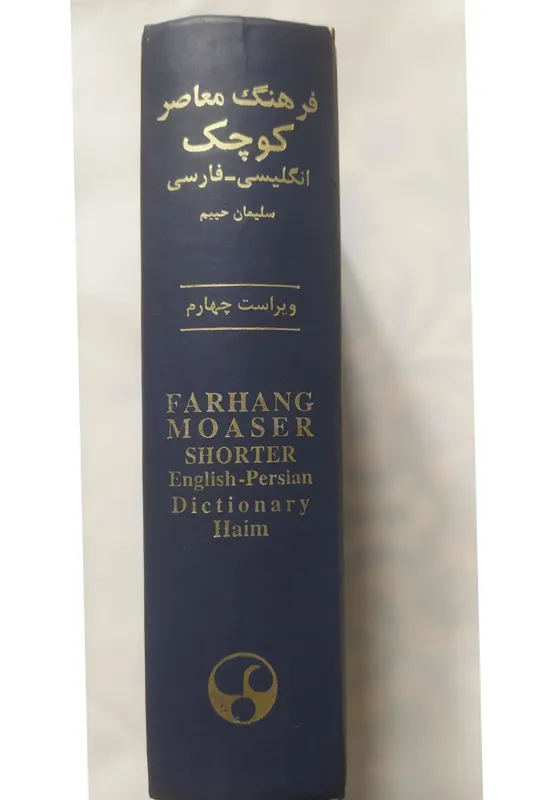 فرهنگ معاصر
کوچک
انگلیسی-فارسی
سلیمان حییم
ویراست چهارم
FARHANG
MOASER
SHORTER
English-Persian
Dictionary
Haim